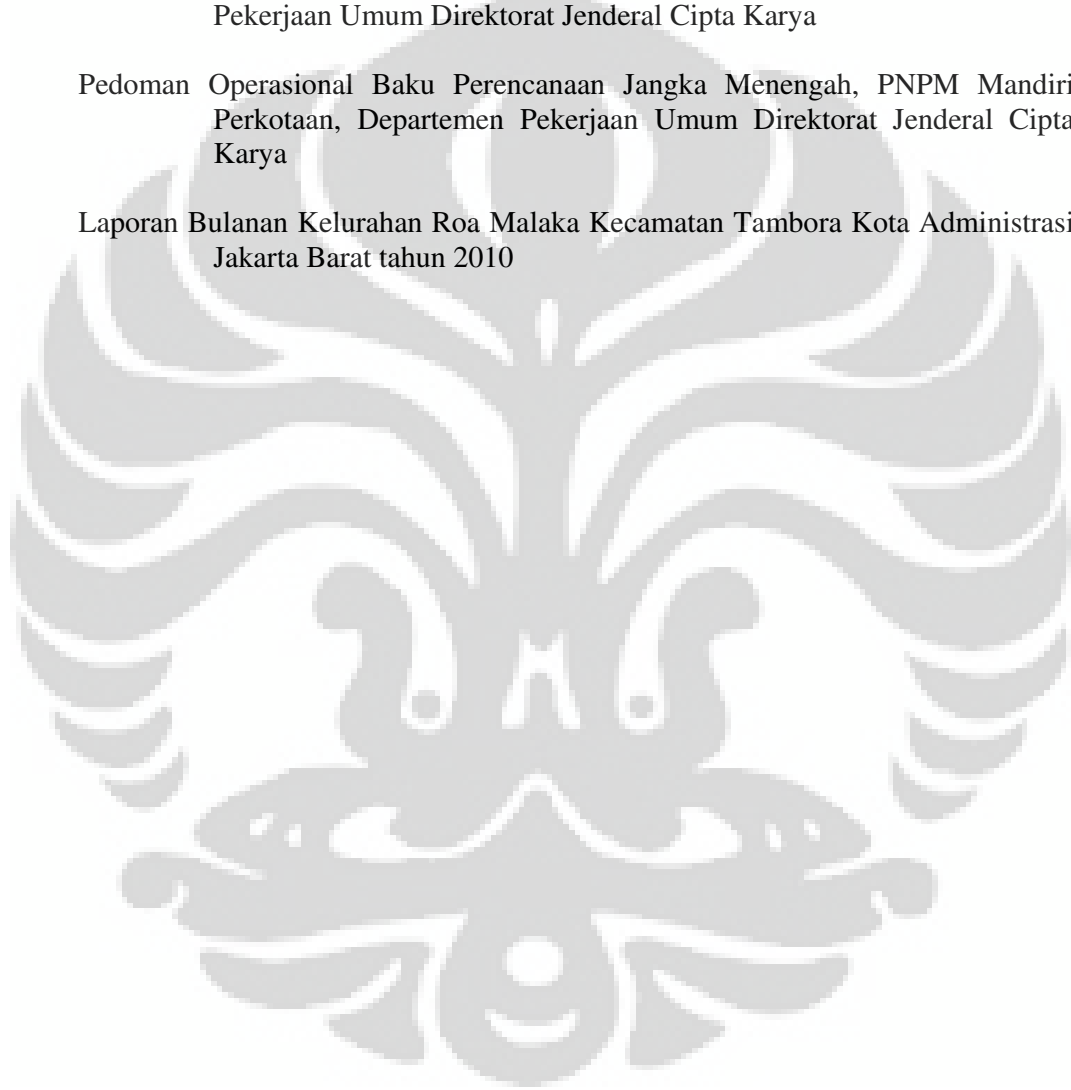 Pekerjaan Umum Direktorat Jenderal Cipta Karya
Pedoman Operasional Baku Perencanaan Jangka Menengah, PNPM Mandiri
Perkotaan, Departemen Pekerjaan Umum Direktorat Jenderal Cipta
Karya
Laporan Bulanan Kelurahan Roa Malaka Kecamatan Tambora Kota Administrasi
Jakarta Barat tahun 2010